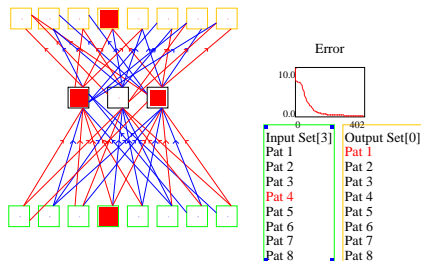 Error
10.0
0.0
0 402
Input Set[3] Output Set[0]
Pat 1 Pat 1
Pat 2 Pat 2
Pat 3 Pat 3
Pat 4 Pat 4
Pat 5 Pat 5
Pat 6 Pat 6
Pat 7 Pat 7
Pat 8 Pat 8